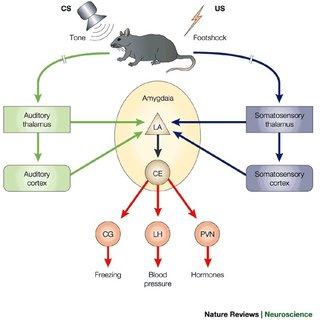 CS
US
Tone
Footshock
Amygdala
Auditory
thalamus
LA
Somatosensory
thalamus
Auditory
cortex
CE
Somatosensory
cortex
CG
LH
PVN
Freezing
Blood
pressure
Hormones
Nature Reviews | Neuroscience